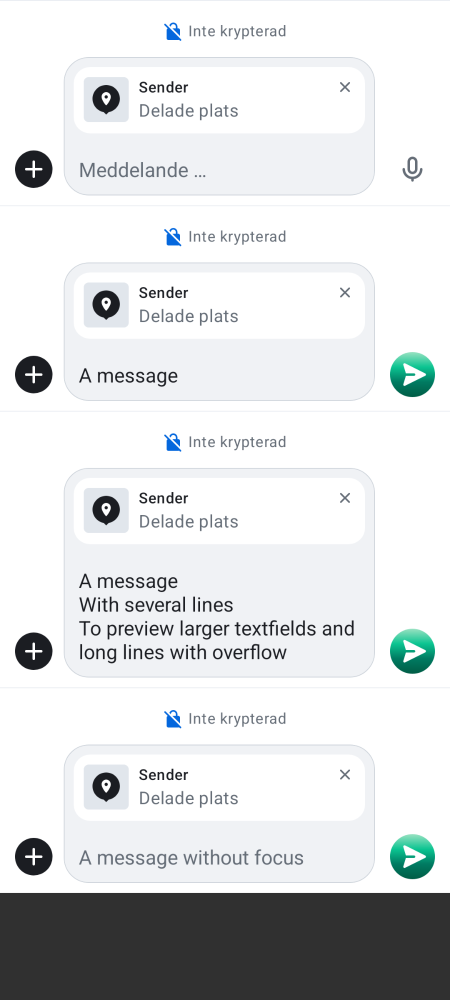 Inte krypterad
Sender
Delade plats
Meddelande ...
Inte krypterad
Sender
Delade plats
A message
Inte krypterad
Sender
Delade plats
A message
With several lines
To preview larger textfields and
long lines with overflow
Inte krypterad
Sender
Delade plats
A message without focus